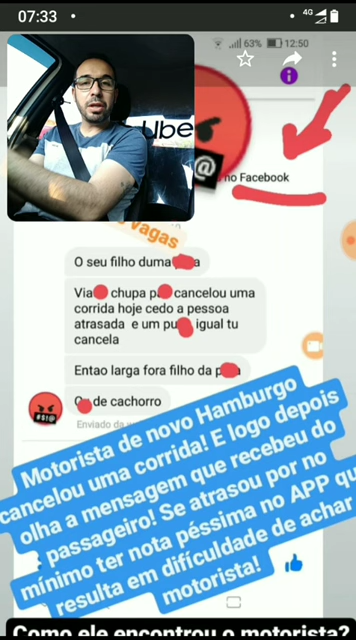 07:33
4G
63% 12:50
Uber
no Facebook
vagas
O seu filho duma
chupa cancelou uma
corrida hoje cedo a pessoa
atrasada e um igual tu
cancela
Entao larga fora filho da
de cachorro
Enviado
Motorista de novo Hamburgo
cancelou uma corrida! E logo depois
olha a mensagem que recebeu do
passageiro! Se atrasou por no
mínimo ter nota péssima no APP qu
resulta em dificuldade de achar
motorista!
Como ele encontrou o motorista?